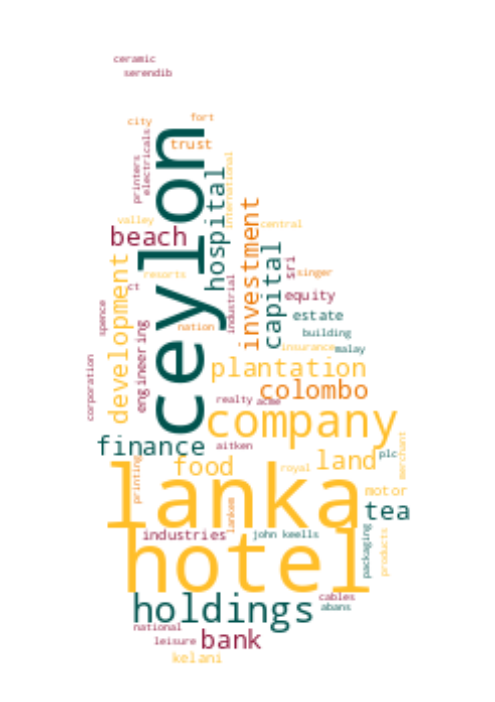 ceramic
serendib
city
fort
trust
printers
electricals
ceylon
hospital
international
valley
beach
investment
central
capital
sri
singer
development
resorts
ct
industrial
equity
spence
nation
estate
engineering
building
insurance
malay
corporation
plantation
colombo
realty
acme
company
finance
aitken
merchant
plc
food
land
royal
printing
lanka
motor
tea
lankem
industries
john keells
packaging
products
hotel
holdings
cables
abans
national
leisure
bank
kelani